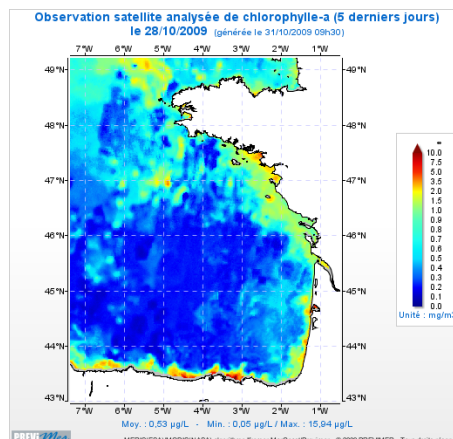 Observation satellite analysée de chlorophylle-a (5 derniers jours)
le 28/10/2009 (générée le 31/10/2009 09h30)
7°W 6°W 5°W 4°W 3°W 2°W 1°W
49°N 49°N
48°N 48°N
47°N 47°N
46°N 46°N
45°N 45°N
44°N 44°N
43°N 43°N
7°W 6°W 5°W 4°W 3°W 2°W 1°W
10.0
7.5
5.0
3.5
2.0
1.5
1.0
0.9
0.8
0.7
0.6
0.5
0.4
0.3
0.2
0.1
0.0
Unité : mg/m3
Moy. : 0,53 µg/L - Min. : 0,05 µg/L / Max. : 15,94 µg/L
PREVIMer